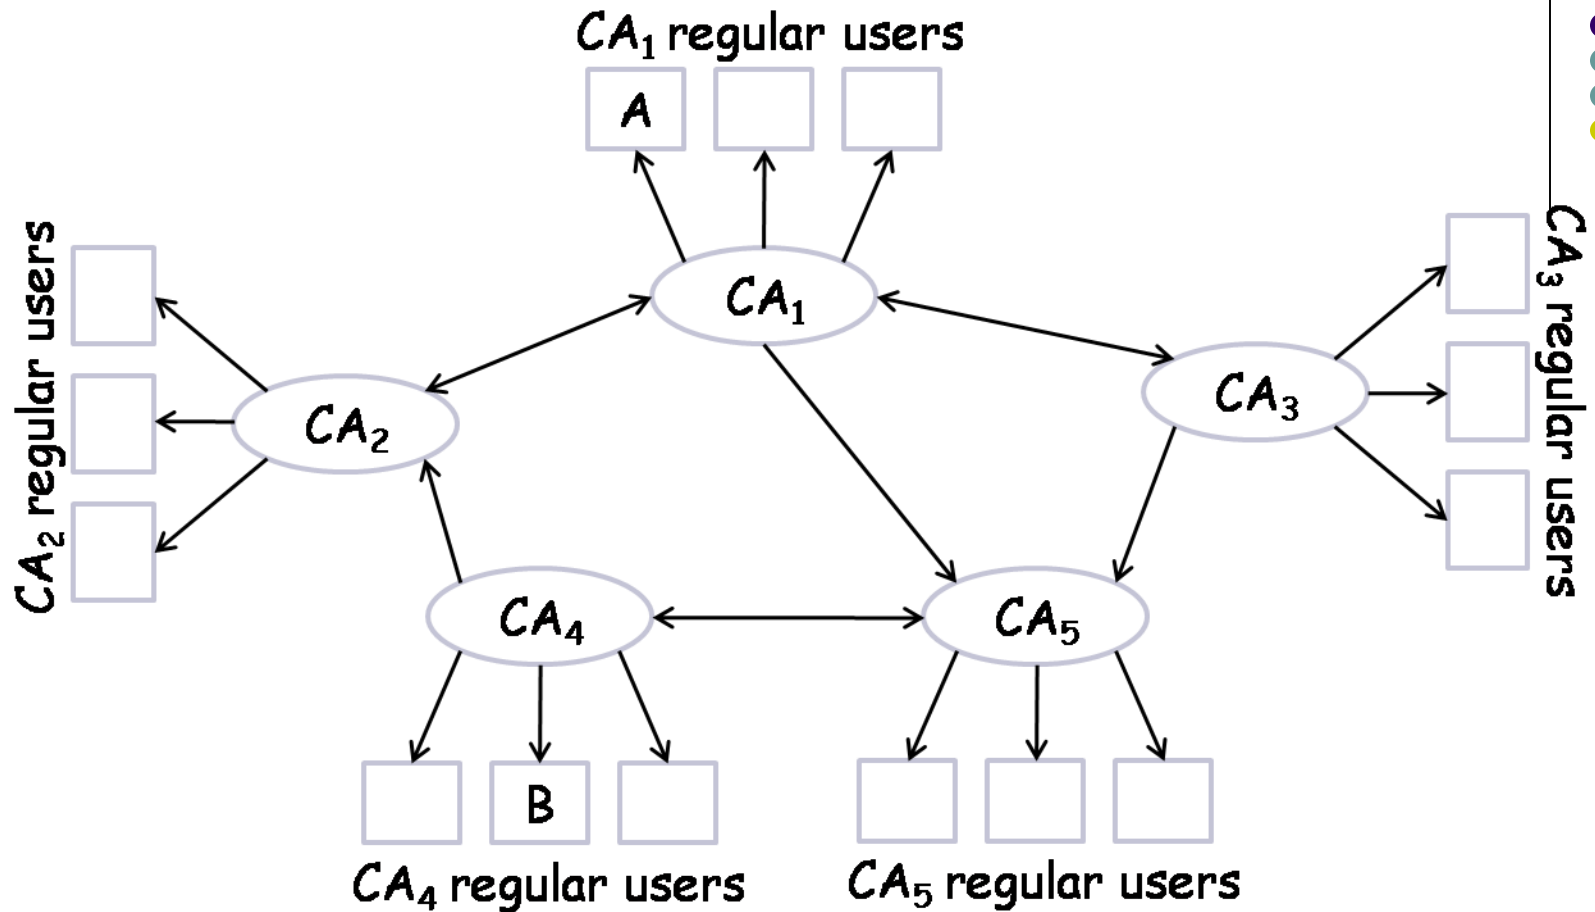 CA₁ regular users
A
CA₁
CA₂ regular users
CA₂
CA₃
CA₃ regular users
CA₄
CA₅
B
CA₄ regular users
CA₅ regular users